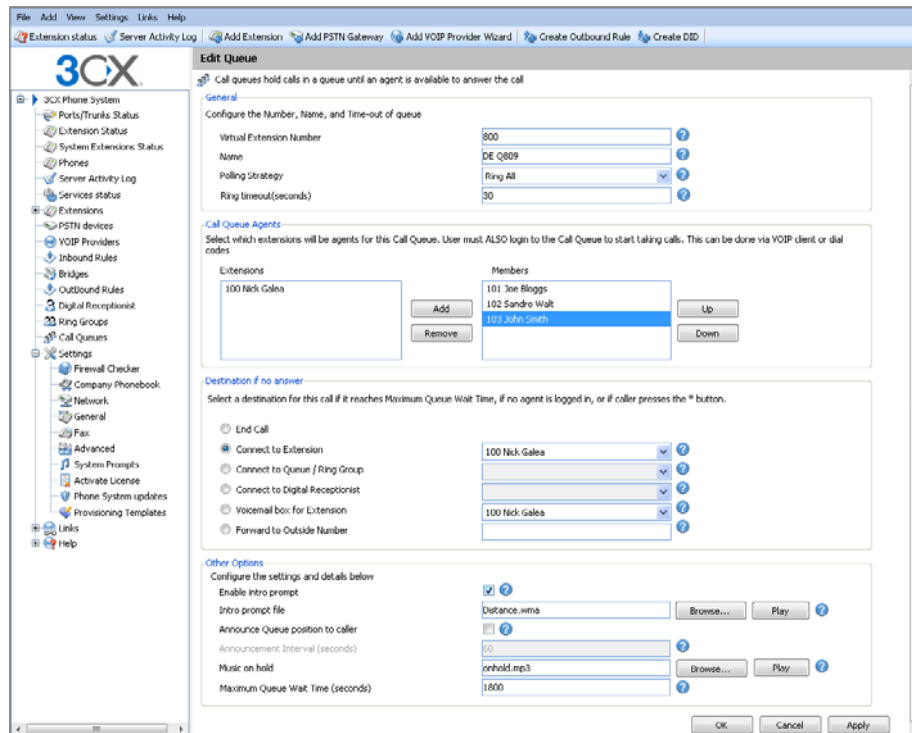 File Add View Settings Links Help
Extension status Server Activity Log Add Extension Add PSTN Gateway Add VOIP Provider Wizard Create Outbound Rule Create DID
3CX
3CX Phone System
Ports/Trunks Status
Extension Status
System Extensions Status
Phones
Server Activity Log
Services status
Extensions
PSTN devices
VOIP Providers
Inbound Rules
Bridges
OutBound Rules
Digital Receptionist
Ring Groups
Call Queues
Settings
Firewall Checker
Company Phonebook
Network
General
Fax
Advanced
System Prompts
Activate License
Phone System updates
Provisioning Templates
Links
Help
Edit Queue
Call queues hold calls in a queue until an agent is available to answer the call
General
Configure the Number, Name, and Time-out of queue
Virtual Extension Number 800
Name DE Q809
Polling Strategy Ring All
Ring timeout(seconds) 30
Call Queue Agents
Select which extensions will be agents for this Call Queue. User must ALSO login to the Call Queue to start taking calls. This can be done via VOIP client or dial
codes
Extensions Members
100 Nick Galea
Add
Remove
101 Joe Bloggs
102 Sandro Walt
103 John Smith
Up
Down
Destination if no answer
Select a destination for this call if it reaches Maximum Queue Wait Time, if no agent is logged in, or if caller presses the * button.
End Call
Connect to Extension 100 Nick Galea
Connect to Queue / Ring Group
Connect to Digital Receptionist
Voicemail box for Extension 100 Nick Galea
Forward to Outside Number
Other Options
Configure the settings and details below
Enable intro prompt
Intro prompt file Distance.wma Browse... Play
Announce Queue position to caller
Announcement Interval (seconds) 60
Music on hold onhold.mp3 Browse... Play
Maximum Queue Wait Time (seconds) 1800
OK Cancel Apply